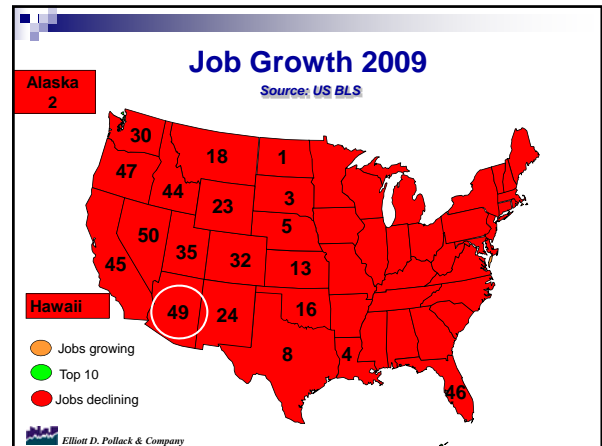 Job Growth 2009
Source: US BLS
Alaska
2
30
18
1
47
44
23
3
5
50
35
32
13
45
Hawaii
49
24
16
8
4
46
Jobs growing
Top 10
Jobs declining
Elliott D. Pollack & Company